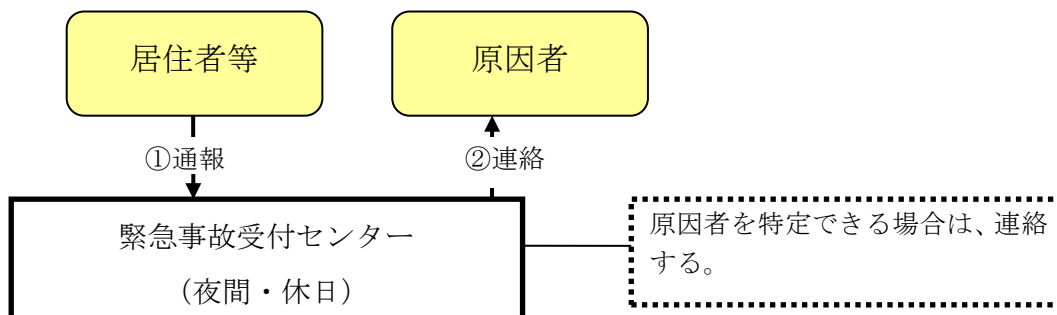 居住者等
原因者
①通報
②連絡
緊急事故受付センター
（夜間・休日）
原因者を特定できる場合は、連絡
する。